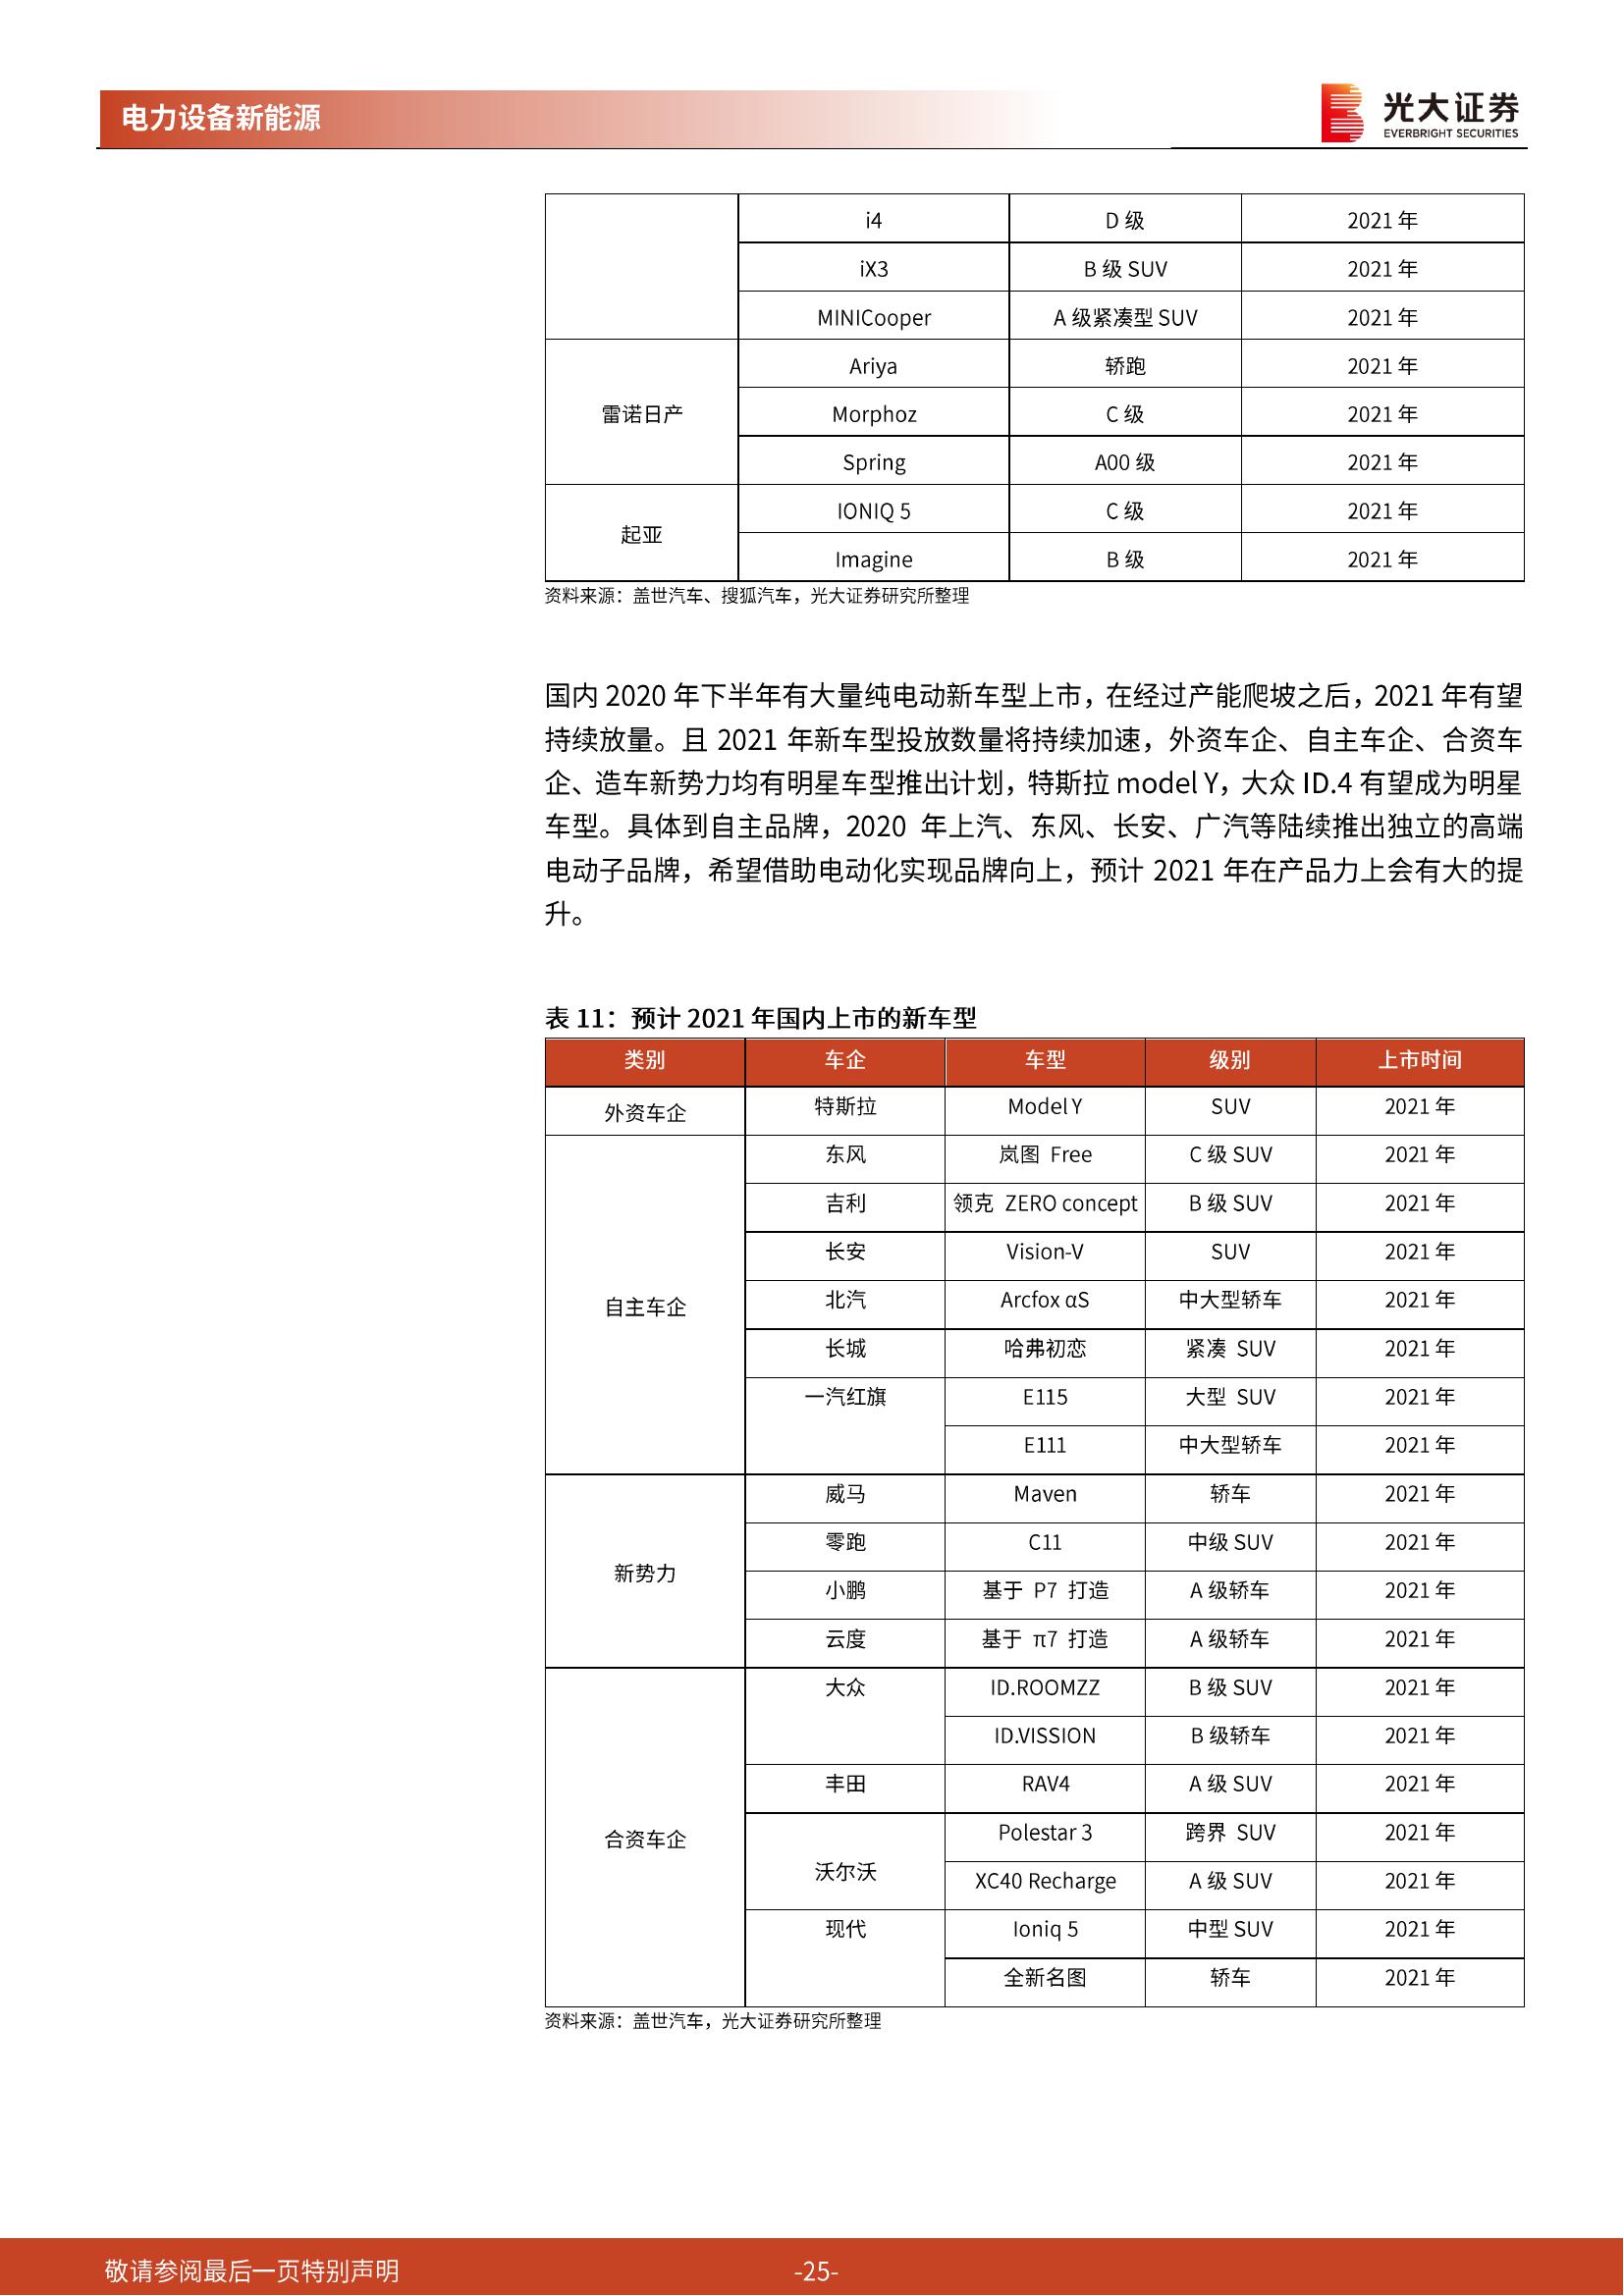 电力设备新能源
光大证券
EVERBRIGHT SECURITIES
i4 D 级 2021 年
iX3 B 级 SUV 2021 年
MINICooper A 级紧凑型 SUV 2021 年
雷诺日产 Ariya 轿跑 2021 年
Morphoz C 级 2021 年
Spring A00 级 2021 年
起亚 IONIQ 5 C 级 2021 年
Imagine B 级 2021 年
资料来源：盖世汽车、搜狐汽车，光大证券研究所整理
国内 2020 年下半年有大量纯电动新车型上市，在经过产能爬坡之后，2021 年有望
持续放量。且 2021 年新车型投放数量将持续加速，外资车企、自主车企、合资车
企、造车新势力均有明星车型推出计划，特斯拉 model Y，大众 ID.4 有望成为明星
车型。具体到自主品牌，2020 年上汽、东风、长安、广汽等陆续推出独立的高端
电动子品牌，希望借助电动化实现品牌向上，预计 2021 年在产品力上会有大的提
升。
表 11：预计 2021 年国内上市的新车型
类别 车企 车型 级别 上市时间
外资车企 特斯拉 Model Y SUV 2021 年
自主车企 东风 岚图 Free C 级 SUV 2021 年
吉利 领克 ZERO concept B 级 SUV 2021 年
长安 Vision-V SUV 2021 年
北汽 Arcfox αS 中大型轿车 2021 年
长城 哈弗初恋 紧凑 SUV 2021 年
一汽红旗 E115 大型 SUV 2021 年
E111 中大型轿车 2021 年
新势力 威马 Maven 轿车 2021 年
零跑 C11 中级 SUV 2021 年
小鹏 基于 P7 打造 A 级轿车 2021 年
云度 基于 π7 打造 A 级轿车 2021 年
合资车企 大众 ID.ROOMZZ B 级 SUV 2021 年
ID.VISSION B 级轿车 2021 年
丰田 RAV4 A 级 SUV 2021 年
沃尔沃 Polestar 3 跨界 SUV 2021 年
XC40 Recharge A 级 SUV 2021 年
现代 Ioniq 5 中型 SUV 2021 年
全新名图 轿车 2021 年
资料来源：盖世汽车，光大证券研究所整理
敬请参阅最后一页特别声明 -25-